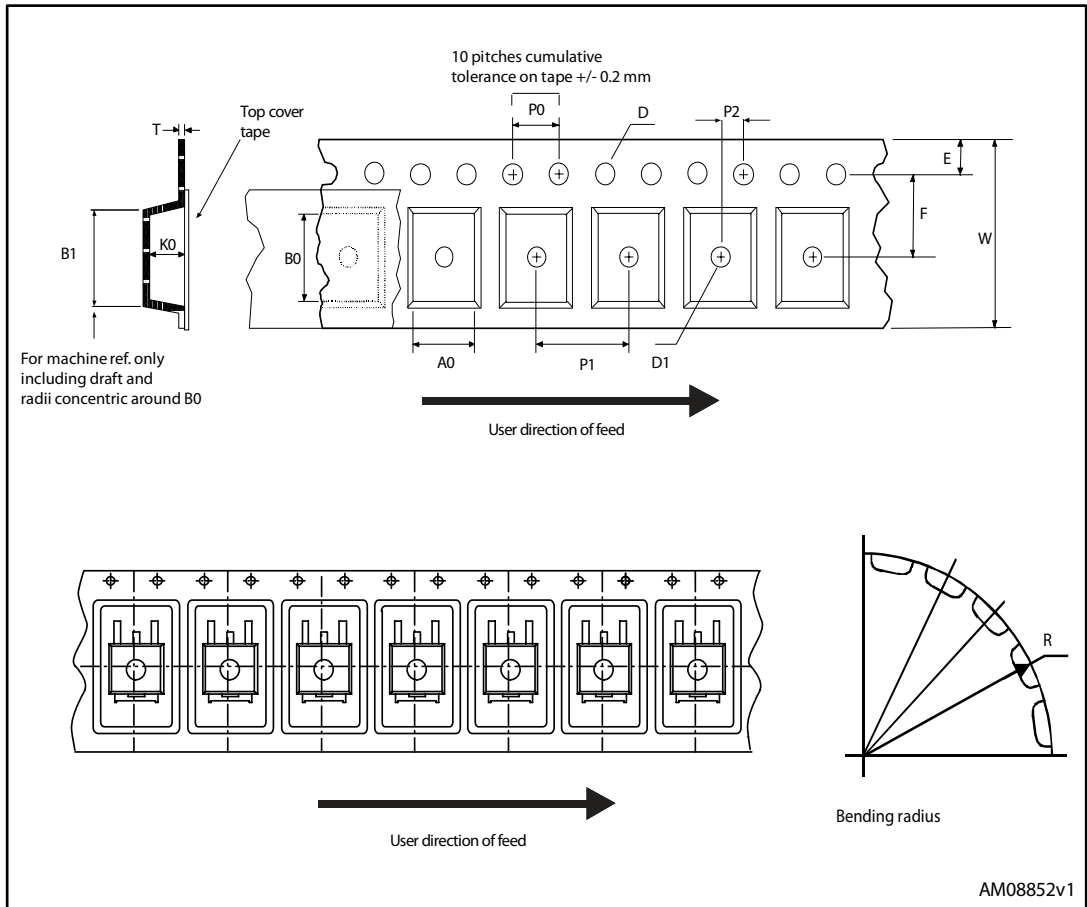 10 pitches cumulative
tolerance on tape +/- 0.2 mm
T
Top cover
tape
P0
D
P2
E
F
W
B1
K0
B0
For machine ref. only
including draft and
radii concentric around B0
A0
P1
D1
User direction of feed
R
Bending radius
User direction of feed
AM08852v1